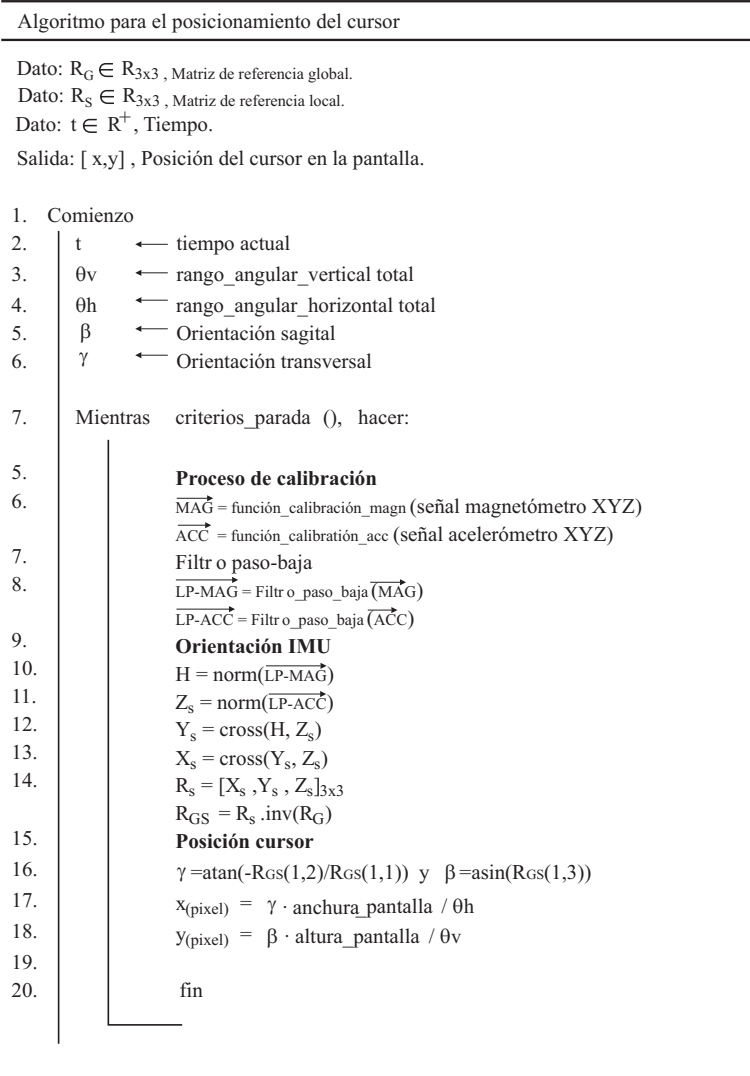 Algoritmo para el posicionamiento del cursor
Dato: R_G ∈ R_3x3 , Matriz de referencia global.
Dato: R_S ∈ R_3x3 , Matriz de referencia local.
Dato: t ∈ R^+, Tiempo.
Salida: [ x,y] , Posición del cursor en la pantalla.
1. Comienzo
2. t ← tiempo actual
3. θv ← rango_angular_vertical total
4. θh ← rango_angular_horizontal total
5. β ← Orientación sagital
6. γ ← Orientación transversal
7. Mientras criterios_parada (), hacer:
5. Proceso de calibración
6. MAG = función_calibración_magn (señal magnetómetro XYZ)
ACC = función_calibratión_acc (señal acelerómetro XYZ)
7. Filtr o paso-baja
8. LP-MAG = Filtr o_paso_baja (MAG)
LP-ACC = Filtr o_paso_baja (ACC)
9. Orientación IMU
10. H = norm(LP-MAG)
11. Z_s = norm(LP-ACC)
12. Y_s = cross(H, Z_s)
13. X_s = cross(Y_s, Z_s)
14. R_s = [X_s ,Y_s , Z_s]_3x3
R_GS = R_s .inv(R_G)
15. Posición cursor
16. γ =atan(-R_GS(1,2)/R_GS(1,1)) y β =asin(R_GS(1,3))
17. x_(pixel) = γ · anchura_pantalla / θh
18. y_(pixel) = β · altura_pantalla / θv
19.
20. fin